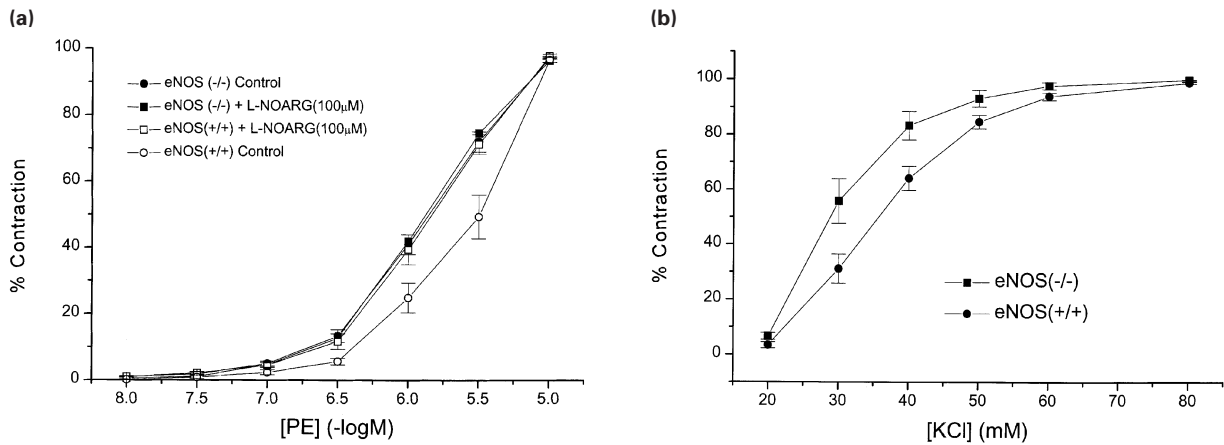 (a)
100
80
60
40
20
0
% Contraction
eNOS (-/-) Control
eNOS (-/-) + L-NOARG(100μM)
eNOS(+/+) + L-NOARG(100μM)
eNOS(+/+) Control
8.0 7.5 7.0 6.5 6.0 5.5 5.0
[PE] (-logM)
(b)
100
80
60
40
20
0
% Contraction
eNOS(-/-)
eNOS(+/+)
20 30 40 50 60 70 80
[KCl] (mM)